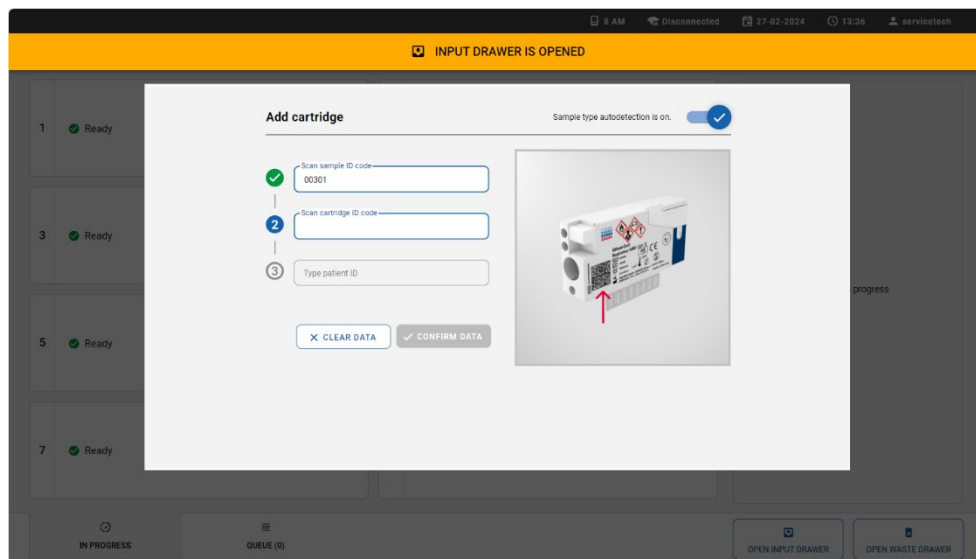 8 AM Disconnected 27-02-2024 13:36 servicetech
INPUT DRAWER IS OPENED
Add cartridge
Sample type autodetection is on.
1 Ready
Scan sample ID code
00301
2
Scan cartridge ID code
3 Ready
3
Type patient ID
progress
CLEAR DATA
CONFIRM DATA
5 Ready
7 Ready
IN PROGRESS
QUEUE (0)
OPEN INPUT DRAWER
OPEN WASTE DRAWER